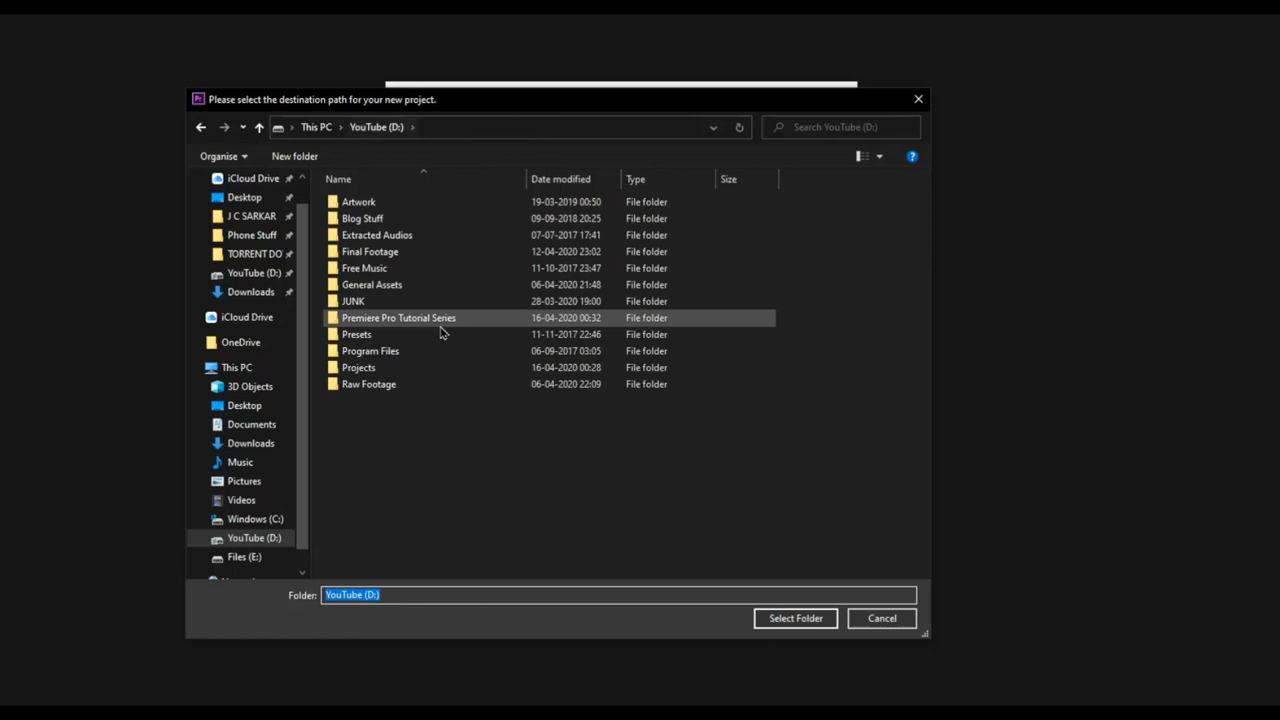 Pr Please select the destination path for your new project.
This PC YouTube (D:)
Search YouTube (D:)
Organise New folder
Name Date modified Type Size
iCloud Drive
Desktop
J C SARKAR
Phone Stuff
TORRENT DO
YouTube (D:)
Downloads
iCloud Drive
OneDrive
This PC
3D Objects
Desktop
Documents
Downloads
Music
Pictures
Videos
Windows (C:)
YouTube (D:)
Files (E:)
Artwork 19-03-2019 00:50 File folder
Blog Stuff 09-09-2018 20:25 File folder
Extracted Audios 07-07-2017 17:41 File folder
Final Footage 12-04-2020 23:02 File folder
Free Music 11-10-2017 23:47 File folder
General Assets 06-04-2020 21:48 File folder
JUNK 28-03-2020 19:00 File folder
Premiere Pro Tutorial Series 16-04-2020 00:32 File folder
Presets 11-11-2017 22:46 File folder
Program Files 06-09-2017 03:05 File folder
Projects 16-04-2020 00:28 File folder
Raw Footage 06-04-2020 22:09 File folder
Folder: YouTube (D:)
Select Folder Cancel